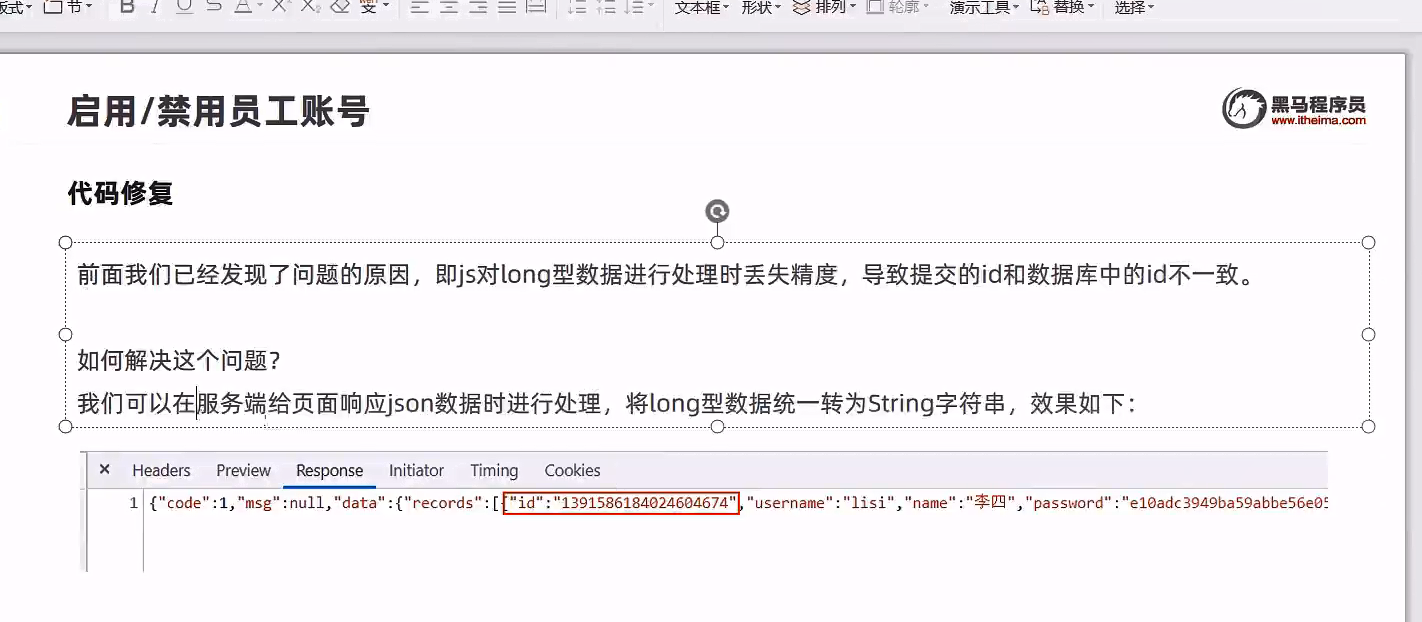 版式 节 B I U S A X² X₂ 变 文本框 形状 排列 轮廓 演示工具 替换 选择
启用/禁用员工账号
黑马程序员
www.itheima.com
代码修复
前面我们已经发现了问题的原因，即js对long型数据进行处理时丢失精度，导致提交的id和数据库中的id不一致。
如何解决这个问题？
我们可以在服务端给页面响应json数据时进行处理，将long型数据统一转为String字符串，效果如下：
× Headers Preview Response Initiator Timing Cookies
1 {"code":1,"msg":null,"data":{"records":[{"id":"1391586184024604674","username":"lisi","name":"李四","password":"e10adc3949ba59abbe56e05